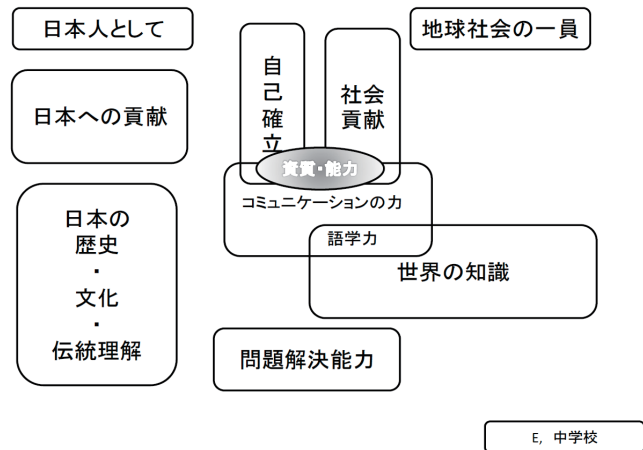 日本人として
地球社会の一員
日本への貢献
自己確立
社会
貢献
資質・能力
コミュニケーションの力
語学力
世界の知識
日本の
歴史
・
文化
・
伝統理解
問題解決能力
E, 中学校